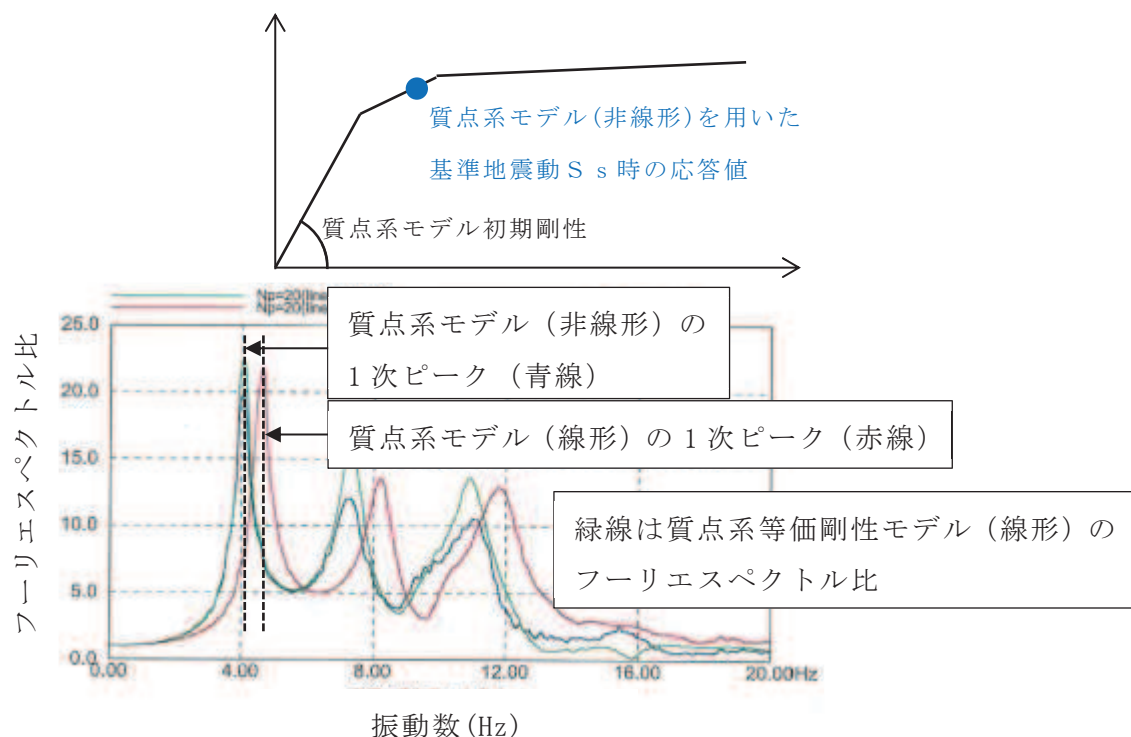 質点系モデル(非線形)を用いた
基準地震動Ｓｓ時の応答値
質点系モデル初期剛性
Np=20(line
Np=20(line
質点系モデル（非線形）の
1次ピーク（青線）
質点系モデル（線形）の1次ピーク（赤線）
緑線は質点系等価剛性モデル（線形）の
フーリエスペクトル比
フーリエスペクトル比
25.0
20.0
15.0
10.0
5.0
0.0
0.00 4.00 8.00 12.00 16.00 20.00Hz
振動数(Hz)